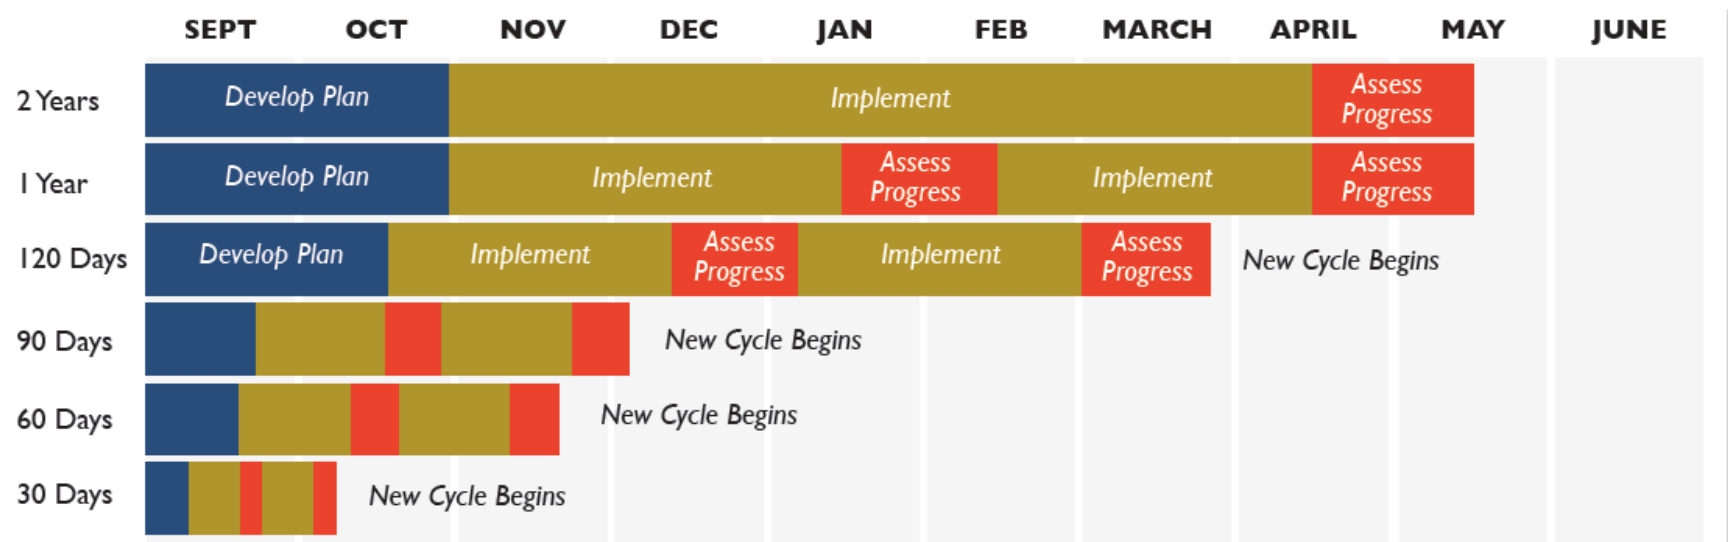 SEPT OCT NOV DEC JAN FEB MARCH APRIL MAY JUNE
2 Years Develop Plan Implement Assess
Progress
1 Year Develop Plan Implement Assess
Progress Implement Assess
Progress
120 Days Develop Plan Implement Assess
Progress Implement Assess
Progress New Cycle Begins
90 Days New Cycle Begins
60 Days New Cycle Begins
30 Days New Cycle Begins